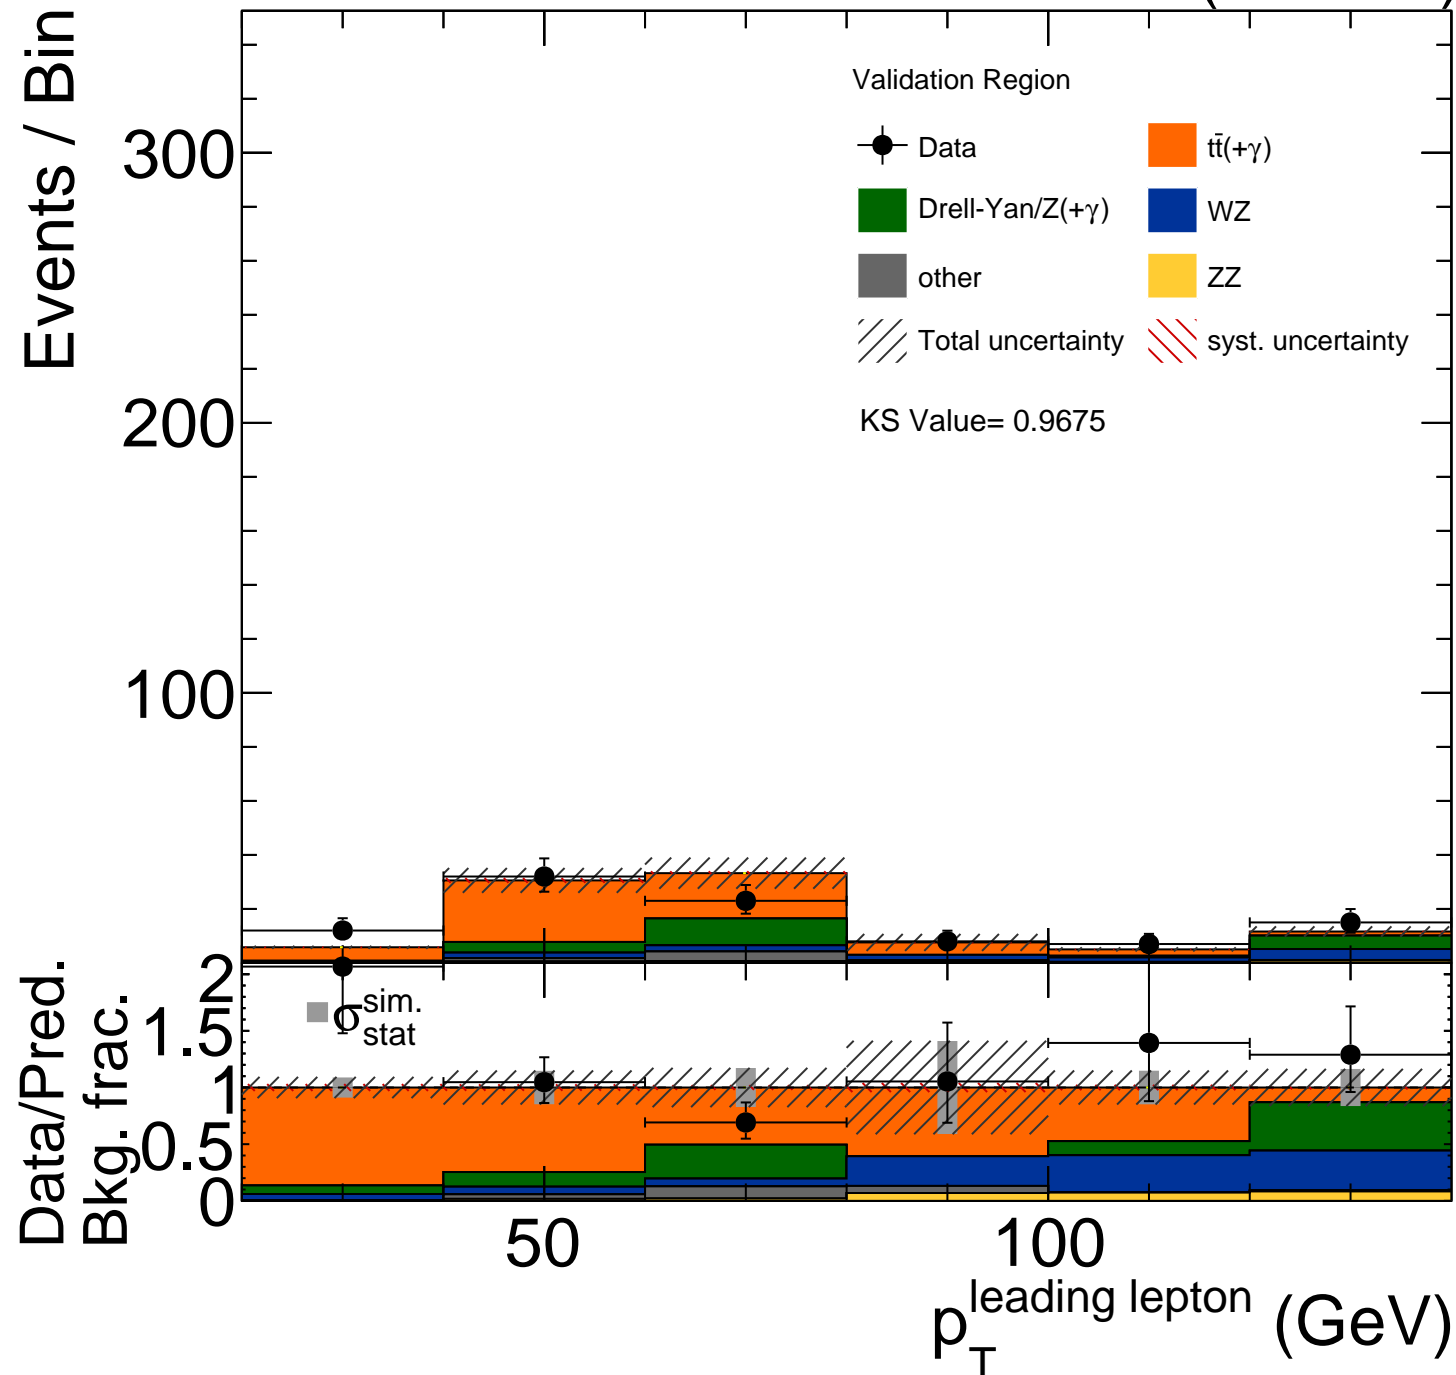 Events / Bin
300
200
100
Validation Region
Data
tt̄(+γ)
Drell-Yan/Z(+γ)
WZ
other
ZZ
Total uncertainty
syst. uncertainty
KS Value= 0.9675
Data/Pred.
Bkg. frac.
2
1.5
1
0.5
0
σ sim. stat
50
100
p_T^leading lepton (GeV)